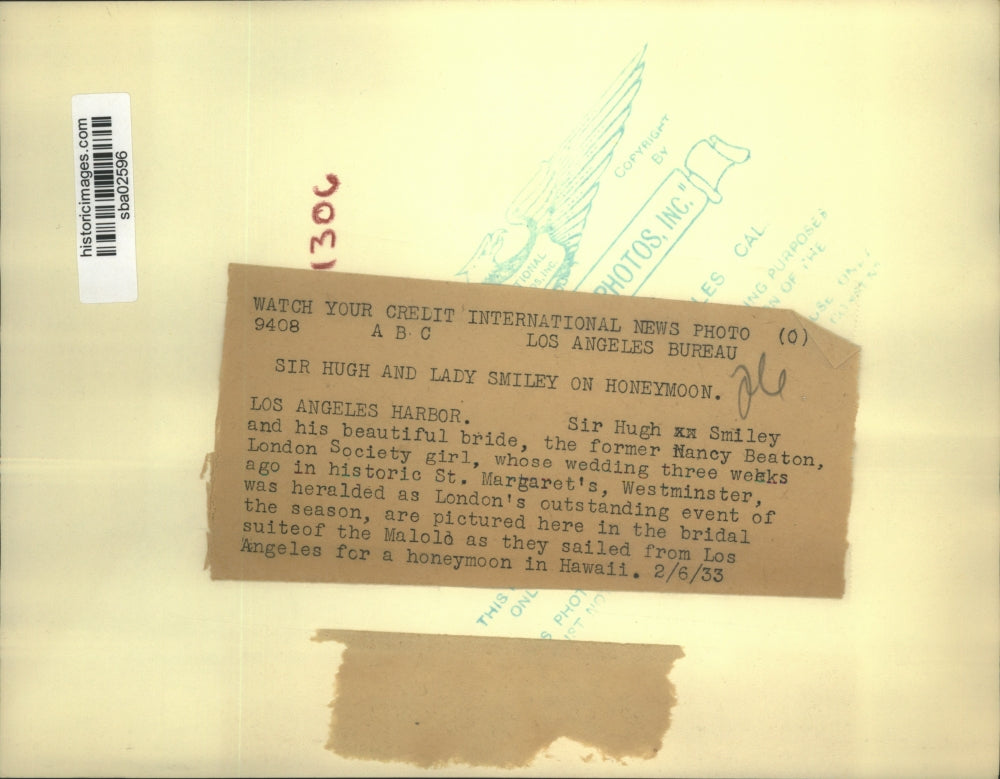 historicimages.com
sba02596
1306
COPYRIGHT
BY
PHOTOS, INC."
CAL.
WATCH YOUR CREDIT INTERNATIONAL NEWS PHOTO (O)
9408 A B C LOS ANGELES BUREAU
SIR HUGH AND LADY SMILEY ON HONEYMOON.
LOS ANGELES HARBOR. Sir Hugh xx Smiley
and his beautiful bride, the former Nancy Beaton,
London Society girl, whose wedding three weeks
ago in historic St. Margaret's, Westminster,
was heralded as London's outstanding event of
the season, are pictured here in the bridal
suiteof the Malolo as they sailed from Los
Angeles for a honeymoon in Hawaii. 2/6/33
THIS